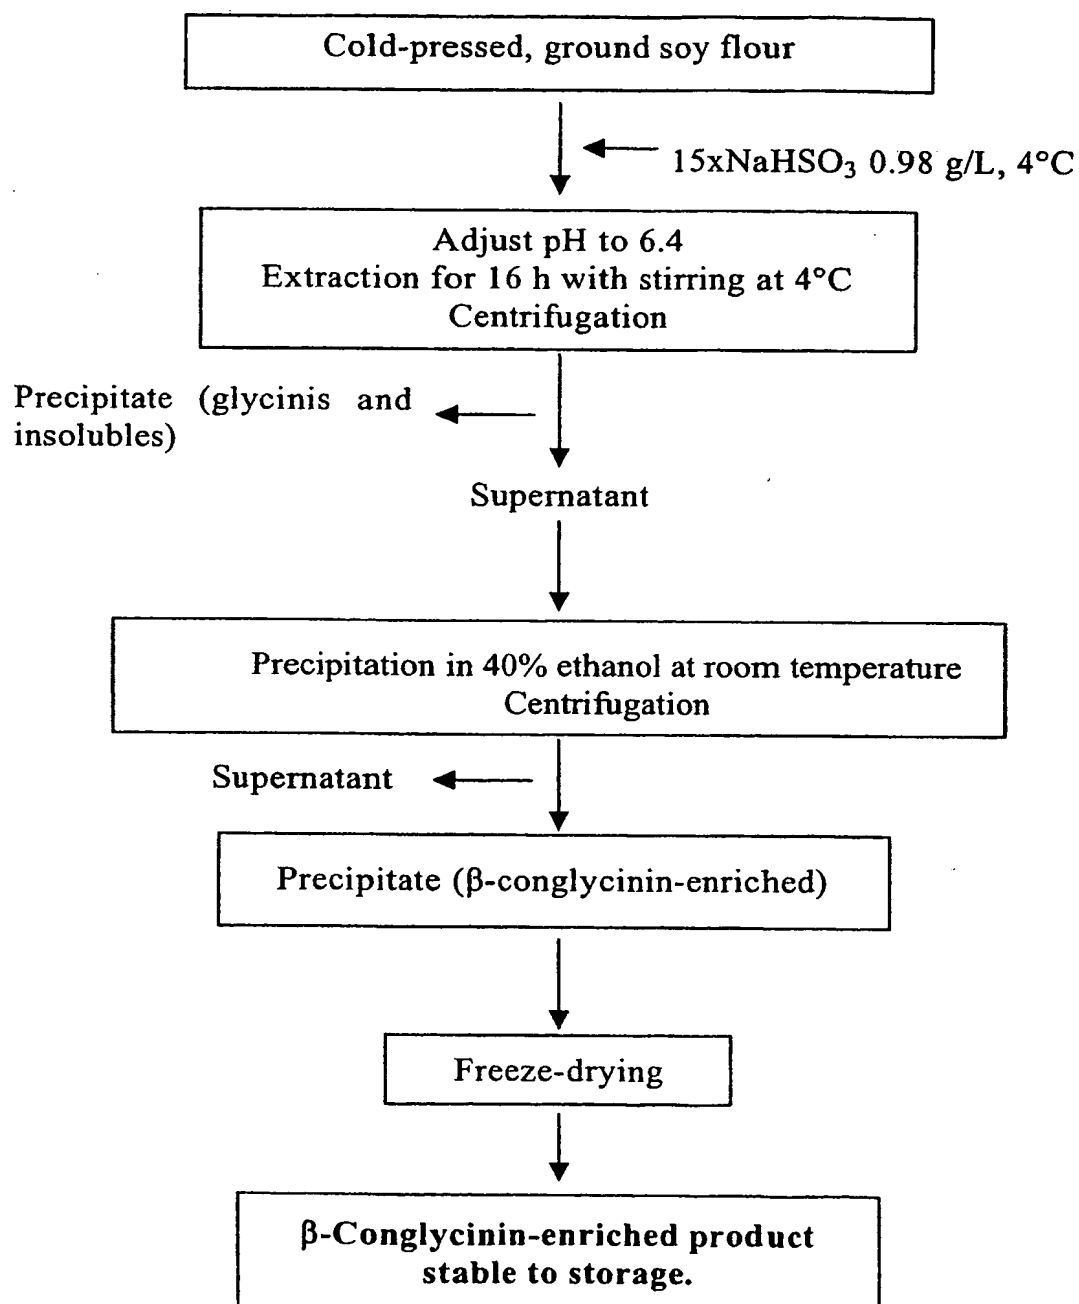 Cold-pressed, ground soy flour
15xNaHSO₃ 0.98 g/L, 4°C
Adjust pH to 6.4
Extraction for 16 h with stirring at 4°C
Centrifugation
Precipitate (glycinis and
insolubles)
Supernatant
Precipitation in 40% ethanol at room temperature
Centrifugation
Supernatant
Precipitate (β-conglycinin-enriched)
Freeze-drying
β-Conglycinin-enriched product
stable to storage.